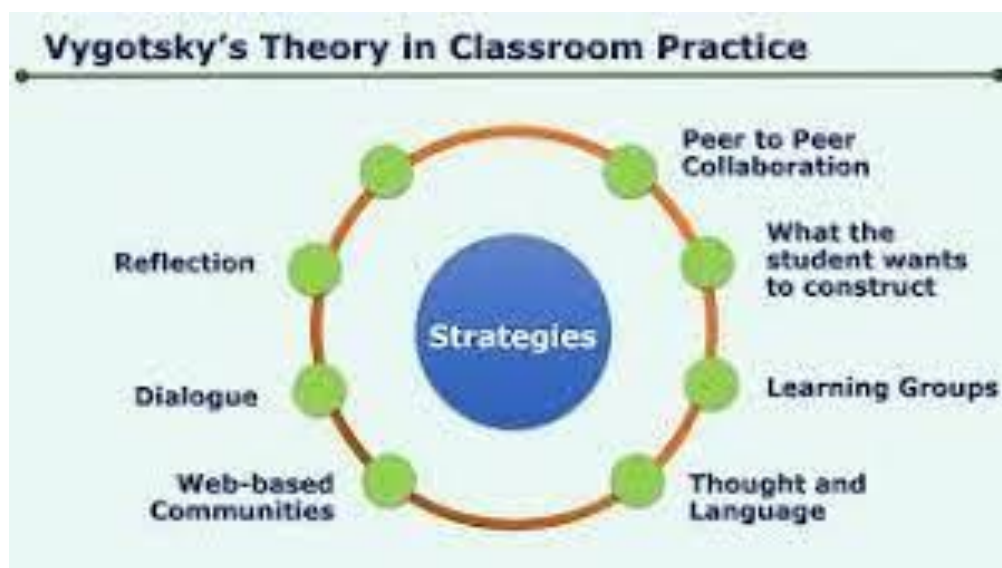 Vygotsky's Theory in Classroom Practice
Peer to Peer
Collaboration
What the
student wants
to construct
Learning Groups
Thought and
Language
Web-based
Communities
Dialogue
Reflection
Strategies